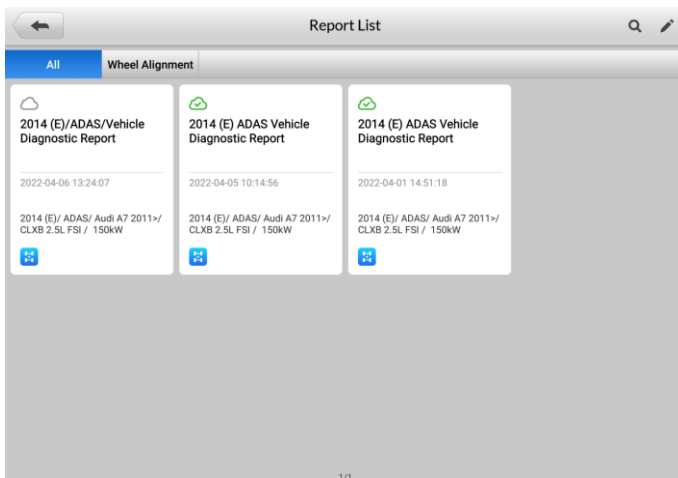 Report List
All
Wheel Alignment
2014 (E)/ADAS/Vehicle
Diagnostic Report
2022-04-06 13:24:07
2014 (E)/ ADAS/ Audi A7 2011>/
CLXB 2.5L FSI / 150kW
2014 (E) ADAS Vehicle
Diagnostic Report
2022-04-05 10:14:56
2014 (E)/ ADAS/ Audi A7 2011>/
CLXB 2.5L FSI / 150kW
2014 (E) ADAS Vehicle
Diagnostic Report
2022-04-01 14:51:18
2014 (E)/ ADAS/ Audi A7 2011>/
CLXB 2.5L FSI / 150kW
1/1